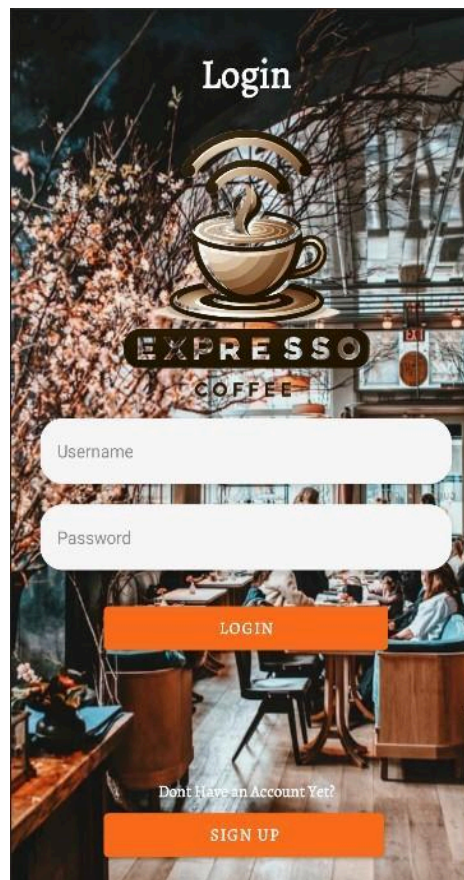 Login
EXPRESSO
COFFEE
Username
Password
LOGIN
Dont Have an Account Yet?
SIGN UP